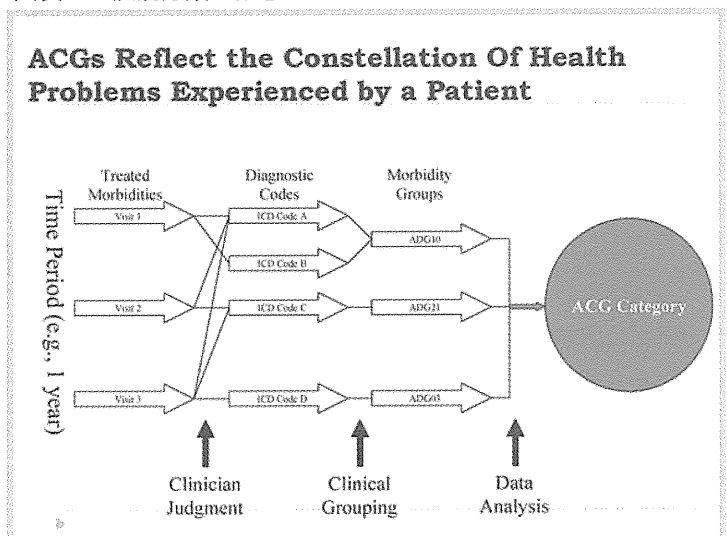 ACGs Reflect the Constellation Of Health
Problems Experienced by a Patient
Time Period (e.g., 1 year)
Treated
Morbidities
Diagnostic
Codes
Morbidity
Groups
Visit 1
ICD Code A
ADG10
ICD Code B
Visit 2
ICD Code C
ADG21
ACG Category
Visit 3
ICD Code D
ADG03
Clinician
Judgment
Clinical
Grouping
Data
Analysis